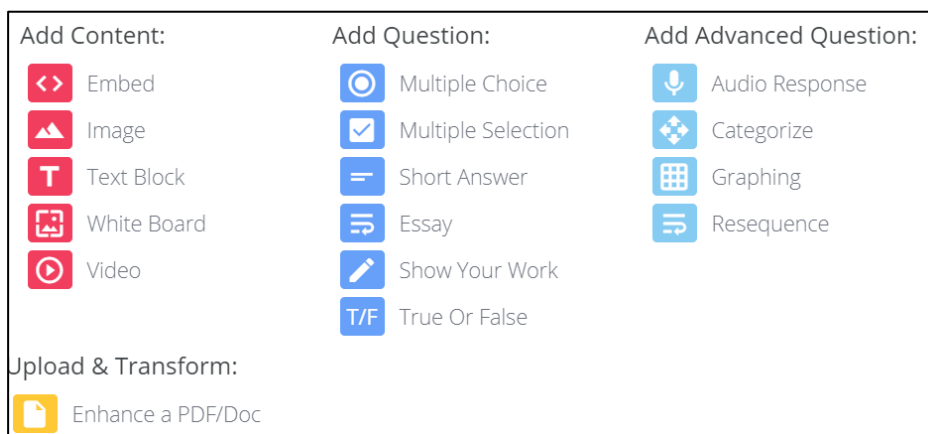 Add Content:
Embed
Image
Text Block
White Board
Video
Add Question:
Multiple Choice
Multiple Selection
Short Answer
Essay
Show Your Work
T/F True Or False
Add Advanced Question:
Audio Response
Categorize
Graphing
Resequence
Upload & Transform:
Enhance a PDF/Doc